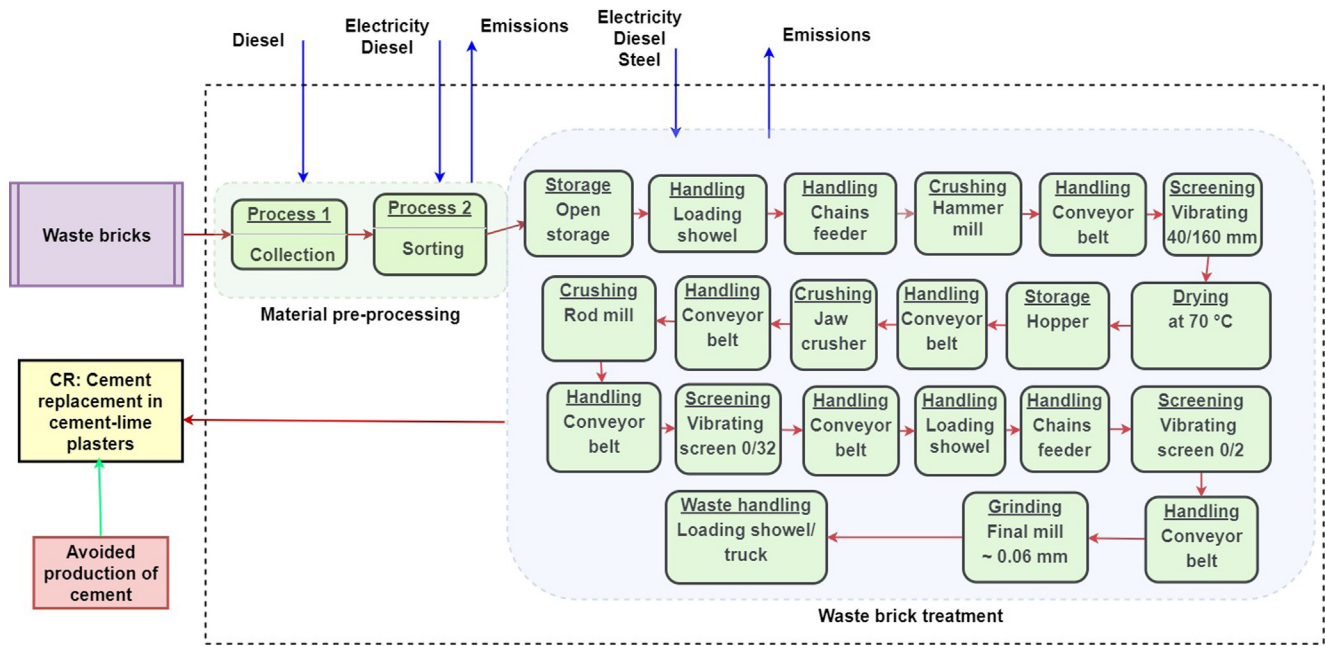 Diesel
Electricity
Diesel
Emissions
Electricity
Diesel
Steel
Emissions
Waste bricks
Process 1
Collection
Process 2
Sorting
Material pre-processing
Storage
Open
storage
Handling
Loading
showel
Handling
Chains
feeder
Crushing
Hammer
mill
Handling
Conveyor
belt
Screening
Vibrating
40/160 mm
Drying
at 70 °C
Storage
Hopper
Handling
Conveyor
belt
Crushing
Jaw
crusher
Handling
Conveyor
belt
Crushing
Rod mill
Handling
Conveyor
belt
Screening
Vibrating
screen 0/32
Handling
Conveyor
belt
Handling
Loading
showel
Handling
Chains
feeder
Screening
Vibrating
screen 0/2
Handling
Conveyor
belt
Grinding
Final mill
~ 0.06 mm
Waste handling
Loading showel/
truck
Waste brick treatment
CR: Cement
replacement in
cement-lime
plasters
Avoided
production of
cement